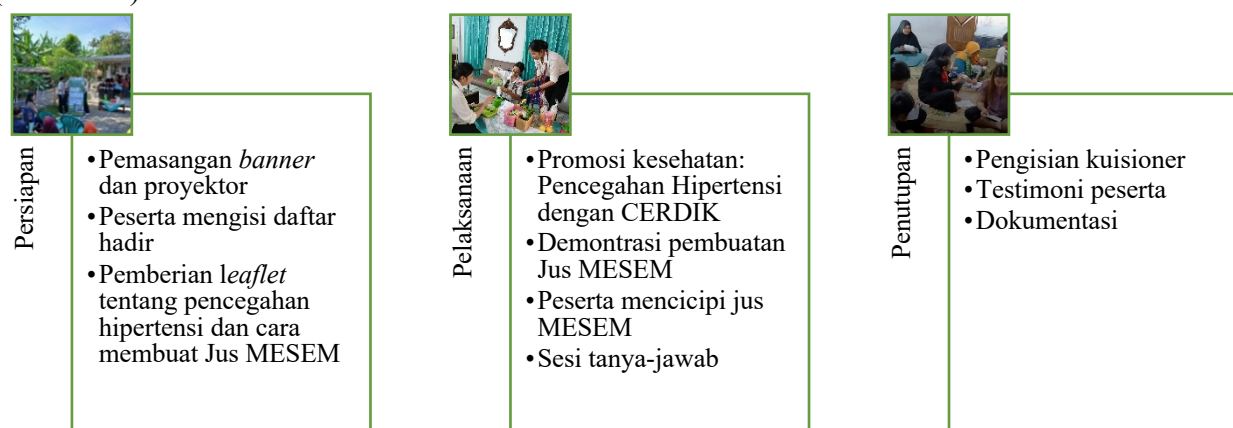 Persiapan
•Pemasangan banner
dan proyektor
•Peserta mengisi daftar
hadir
•Pemberian leaflet
tentang pencegahan
hipertensi dan cara
membuat Jus MESEM
Pelaksanaan
•Promosi kesehatan:
Pencegahan Hipertensi
dengan CERDIK
•Demontrasi pembuatan
Jus MESEM
•Peserta mencicipi jus
MESEM
•Sesi tanya-jawab
Penutupan
•Pengisian kuisioner
•Testimoni peserta
•Dokumentasi